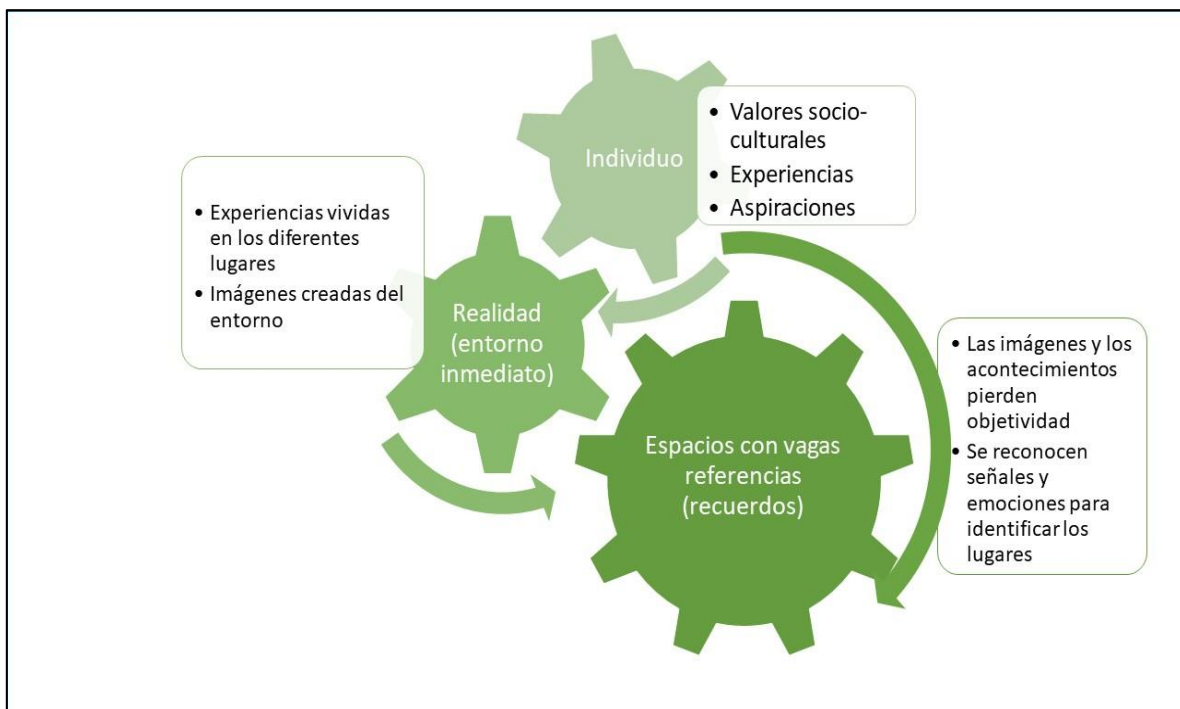 Individuo
• Valores socio-
culturales
• Experiencias
• Aspiraciones
• Experiencias vividas
en los diferentes
lugares
• Imágenes creadas del
entorno
Realidad
(entorno
inmediato)
Espacios con vagas
referencias
(recuerdos)
• Las imágenes y los
acontecimientos
pierden
objetividad
• Se reconocen
señales y
emociones para
identificar los
lugares